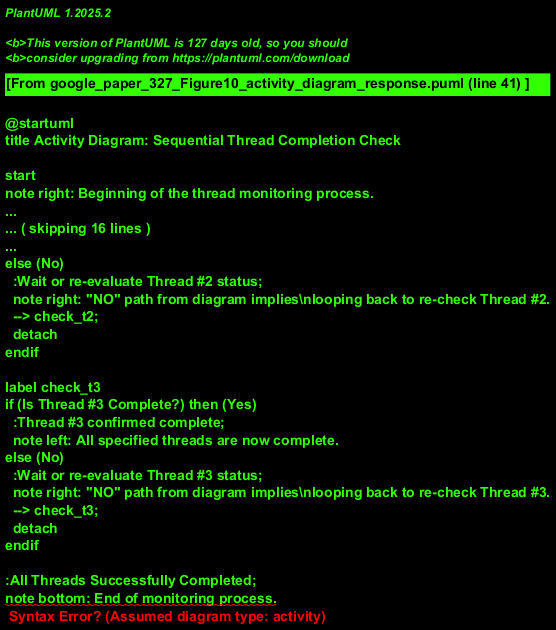 PlantUML 1.2025.2
<b>This version of PlantUML is 127 days old, so you should
<b>consider upgrading from https://plantuml.com/download
[From google_paper_327_Figure10_activity_diagram_response.puml (line 41) ]
@startuml
title Activity Diagram: Sequential Thread Completion Check
start
note right: Beginning of the thread monitoring process.
...
... ( skipping 16 lines )
...
else (No)
:Wait or re-evaluate Thread #2 status;
note right: "NO" path from diagram implies\nlooping back to re-check Thread #2.
--> check_t2;
detach
endif
label check_t3
if (Is Thread #3 Complete?) then (Yes)
:Thread #3 confirmed complete;
note left: All specified threads are now complete.
else (No)
:Wait or re-evaluate Thread #3 status;
note right: "NO" path from diagram implies\nlooping back to re-check Thread #3.
--> check_t3;
detach
endif
:All Threads Successfully Completed;
note bottom: End of monitoring process.
Syntax Error? (Assumed diagram type: activity)